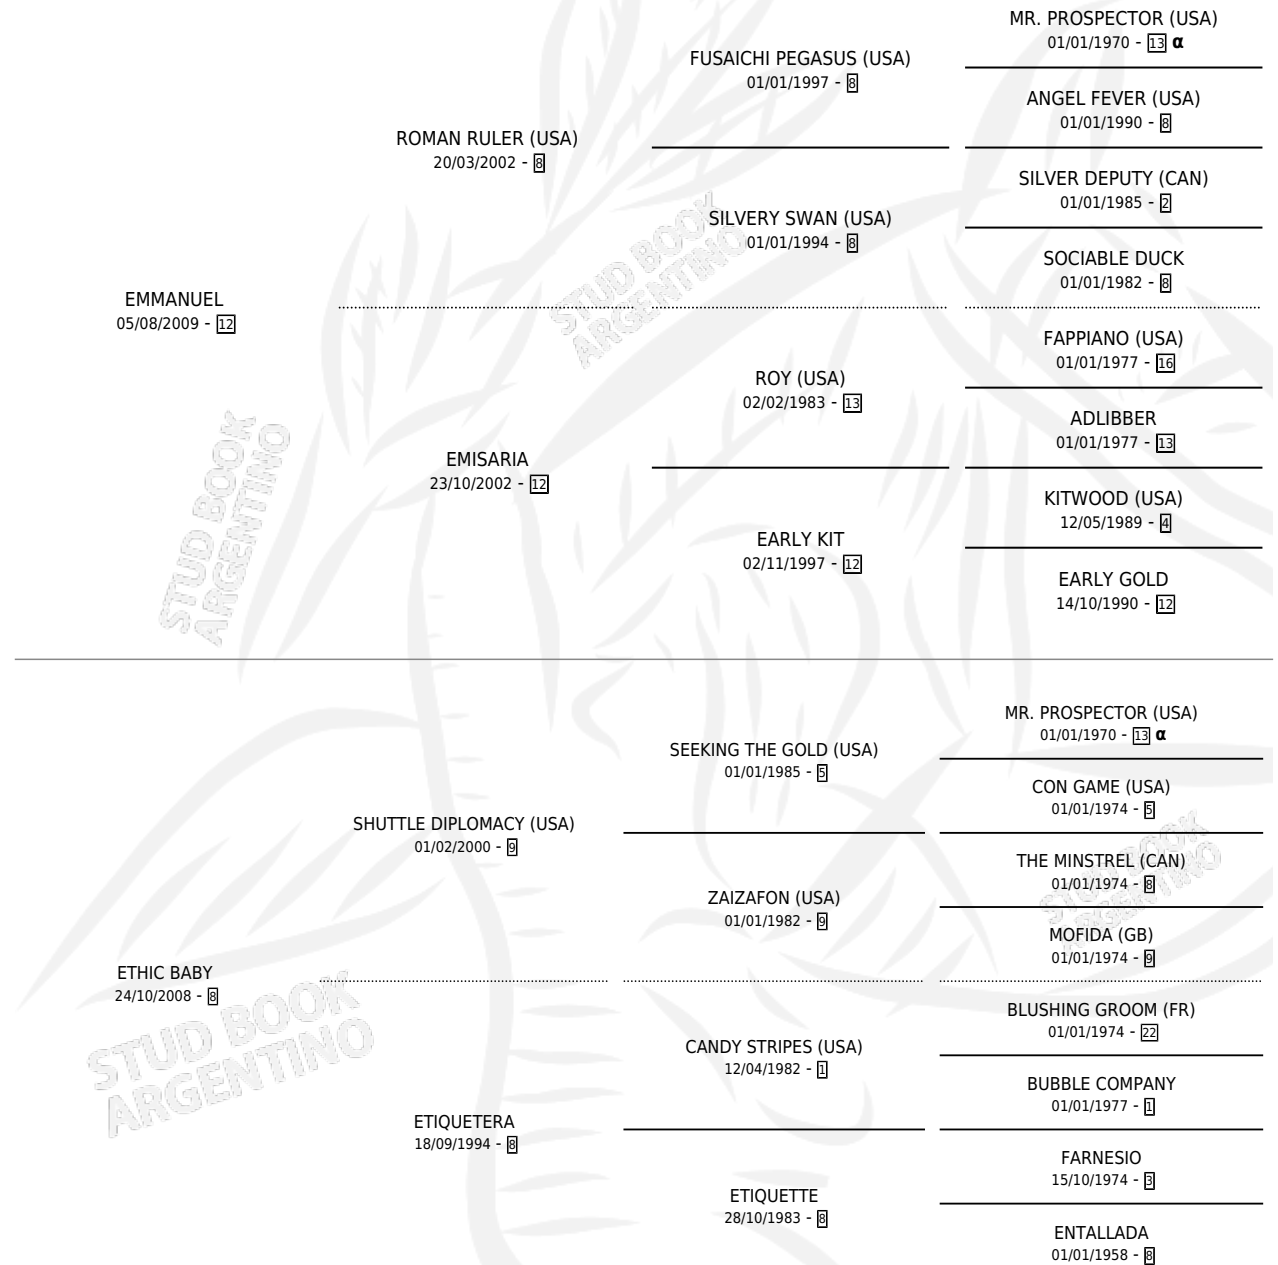 MR. PROSPECTOR (USA)
01/01/1970 - 13 α
FUSAICHI PEGASUS (USA)
01/01/1997 - 8
ANGEL FEVER (USA)
01/01/1990 - 8
ROMAN RULER (USA)
20/03/2002 - 8
SILVER DEPUTY (CAN)
01/01/1985 - 2
SILVERY SWAN (USA)
01/01/1994 - 8
SOCIABLE DUCK
01/01/1982 - 8
EMMANUEL
05/08/2009 - 12
FAPPIANO (USA)
01/01/1977 - 16
ROY (USA)
02/02/1983 - 13
ADLIBBER
01/01/1977 - 13
EMISARIA
23/10/2002 - 12
KITWOOD (USA)
12/05/1989 - 4
EARLY KIT
02/11/1997 - 12
EARLY GOLD
14/10/1990 - 12
MR. PROSPECTOR (USA)
01/01/1970 - 13 α
SEEKING THE GOLD (USA)
01/01/1985 - 5
CON GAME (USA)
01/01/1974 - 5
SHUTTLE DIPLOMACY (USA)
01/02/2000 - 9
THE MINSTREL (CAN)
01/01/1974 - 8
ZAIZAFON (USA)
01/01/1982 - 9
MOFIDA (GB)
01/01/1974 - 9
ETHIC BABY
24/10/2008 - 8
BLUSHING GROOM (FR)
01/01/1974 - 22
CANDY STRIPES (USA)
12/04/1982 - 1
BUBBLE COMPANY
01/01/1977 - 1
ETIQUETERA
18/09/1994 - 8
FARNESIO
15/10/1974 - 3
ETIQUETTE
28/10/1983 - 8
ENTALLADA
01/01/1958 - 8
STUD BOOK
ARGENTINO
STUD BOOK
ARGENTINO
STUD BOOK
ARGENTINO
STUD BOOK
ARGENTINO